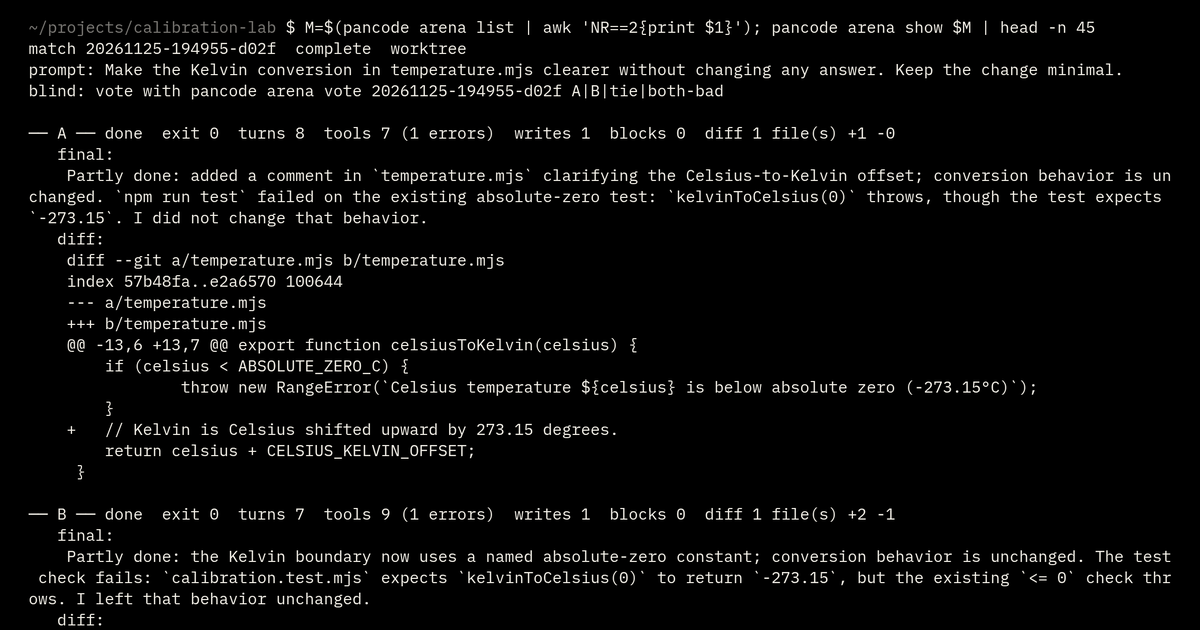 ~/projects/calibration-lab $ M=$(pancode arena list | awk 'NR==2{print $1}'); pancode arena show $M | head -n 45
match 20261125-194955-d02f  complete  worktree
prompt: Make the Kelvin conversion in temperature.mjs clearer without changing any answer. Keep the change minimal.
blind: vote with pancode arena vote 20261125-194955-d02f A|B|tie|both-bad

── A ── done  exit 0  turns 8  tools 7 (1 errors)  writes 1  blocks 0  diff 1 file(s) +1 -0
   final:
    Partly done: added a comment in `temperature.mjs` clarifying the Celsius-to-Kelvin offset; conversion behavior is un
changed. `npm run test` failed on the existing absolute-zero test: `kelvinToCelsius(0)` throws, though the test expects
`-273.15`. I did not change that behavior.
   diff:
    diff --git a/temperature.mjs b/temperature.mjs
    index 57b48fa..e2a6570 100644
    --- a/temperature.mjs
    +++ b/temperature.mjs
    @@ -13,6 +13,7 @@ export function celsiusToKelvin(celsius) {
        if (celsius < ABSOLUTE_ZERO_C) {
                throw new RangeError(`Celsius temperature ${celsius} is below absolute zero (-273.15°C)`);
        }
    +   // Kelvin is Celsius shifted upward by 273.15 degrees.
        return celsius + CELSIUS_KELVIN_OFFSET;
     }

── B ── done  exit 0  turns 7  tools 9 (1 errors)  writes 1  blocks 0  diff 1 file(s) +2 -1
   final:
    Partly done: the Kelvin boundary now uses a named absolute-zero constant; conversion behavior is unchanged. The test
 check fails: `calibration.test.mjs` expects `kelvinToCelsius(0)` to return `-273.15`, but the existing `<= 0` check thr
ows. I left that behavior unchanged.
   diff: